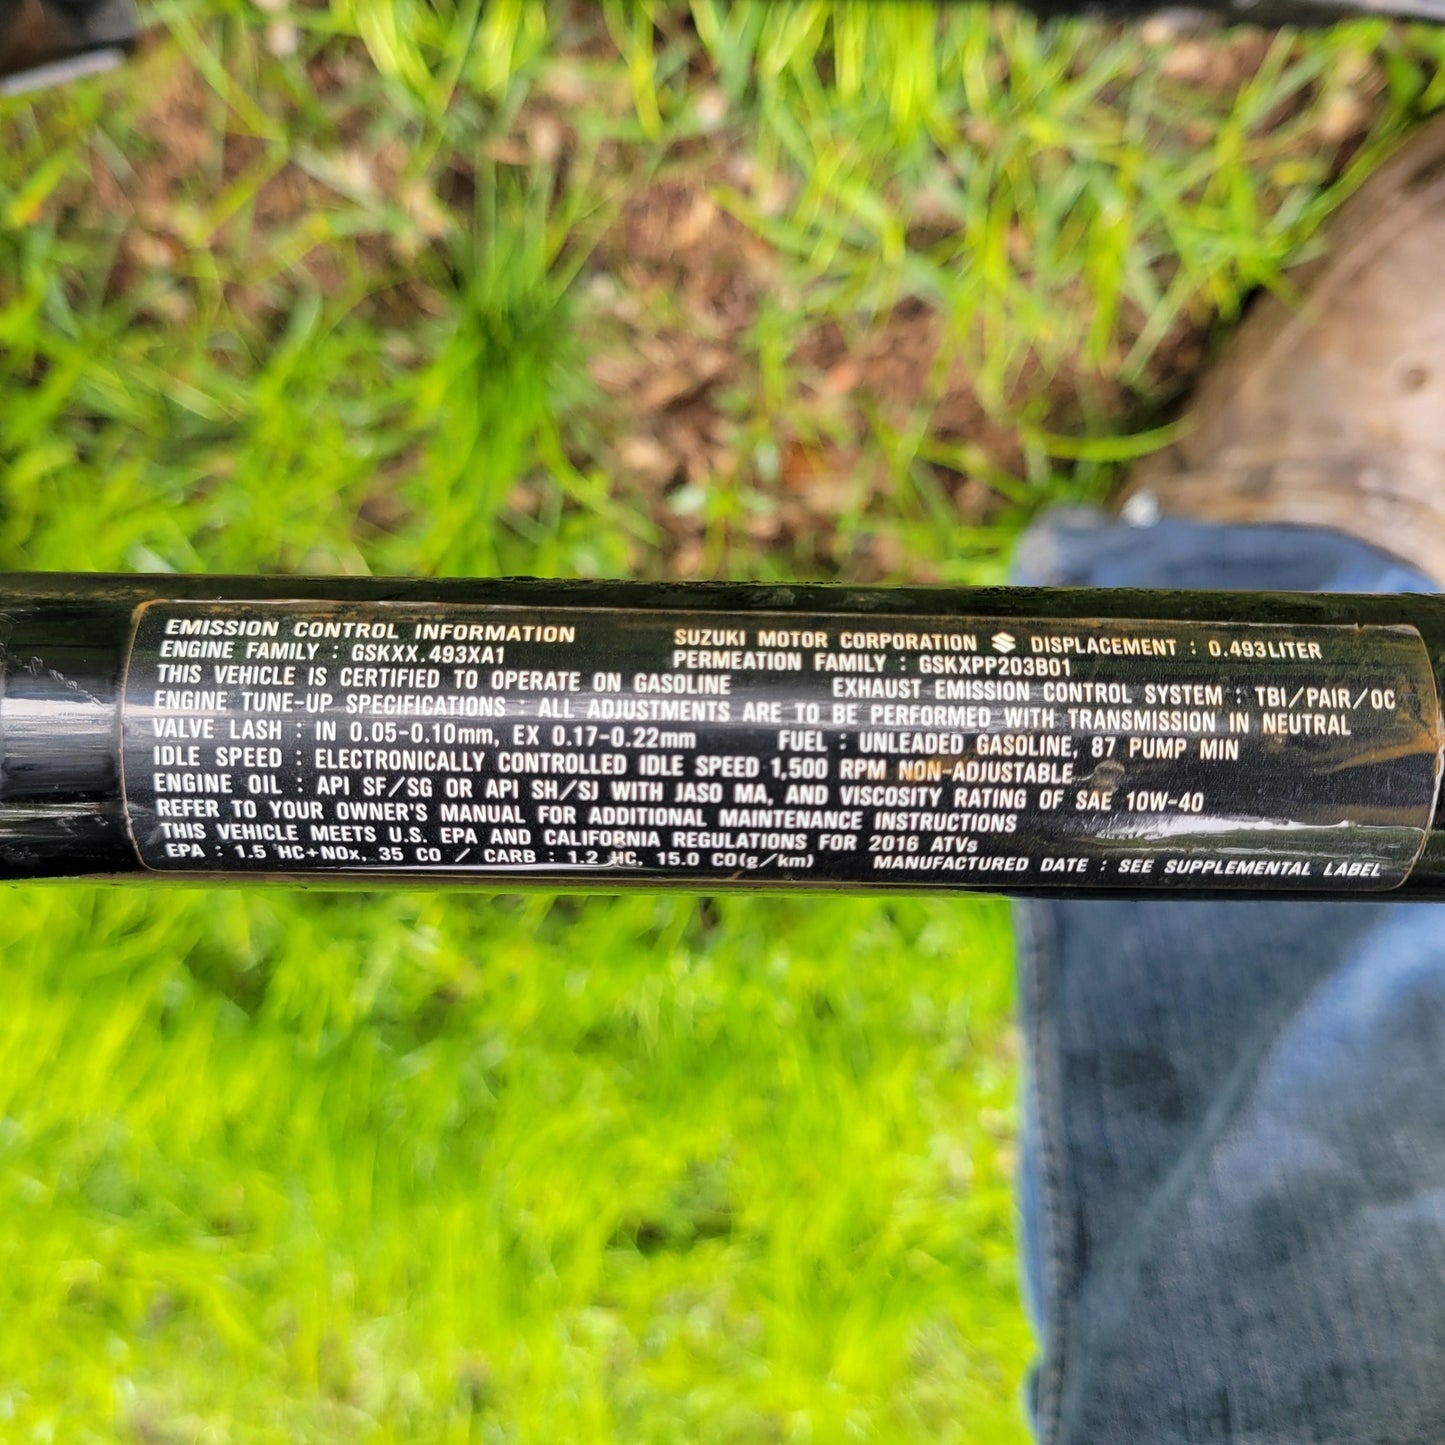 EMISSION CONTROL INFORMATION SUZUKI MOTOR CORPORATION DISPLACEMENT : 0.493LITER
ENGINE FAMILY : GSKXX.493XA1 PERMEATION FAMILY : GSKXPP203B01
THIS VEHICLE IS CERTIFIED TO OPERATE ON GASOLINE EXHAUST EMISSION CONTROL SYSTEM : TBI/PAIR/OC
ENGINE TUNE-UP SPECIFICATIONS : ALL ADJUSTMENTS ARE TO BE PERFORMED WITH TRANSMISSION IN NEUTRAL
VALVE LASH : IN 0.05-0.10mm, EX 0.17-0.22mm FUEL : UNLEADED GASOLINE, 87 PUMP MIN
IDLE SPEED : ELECTRONICALLY CONTROLLED IDLE SPEED 1,500 RPM NON-ADJUSTABLE
ENGINE OIL : API SF/SG OR API SH/SJ WITH JASO MA, AND VISCOSITY RATING OF SAE 10W-40
REFER TO YOUR OWNER'S MANUAL FOR ADDITIONAL MAINTENANCE INSTRUCTIONS
THIS VEHICLE MEETS U.S. EPA AND CALIFORNIA REGULATIONS FOR 2016 ATVs
EPA : 1.5 HC+NOx, 35 CO / CARB : 1.2 HC, 15.0 CO(g/km) MANUFACTURED DATE : SEE SUPPLEMENTAL LABEL